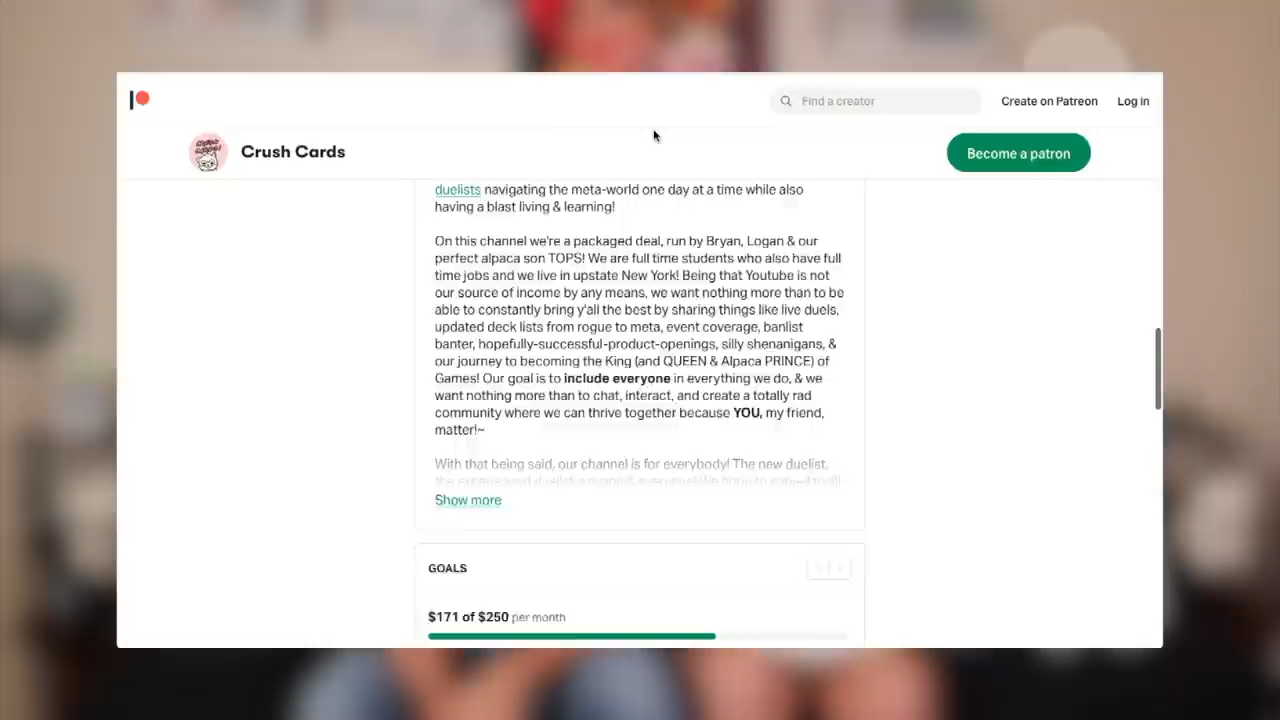 Find a creator
Create on Patreon
Log in
Crush Cards
Become a patron
duelists navigating the meta-world one day at a time while also
having a blast living & learning!
On this channel we're a packaged deal, run by Bryan, Logan & our
perfect alpaca son TOPS! We are full time students who also have full
time jobs and we live in upstate New York! Being that Youtube is not
our source of income by any means, we want nothing more than to be
able to constantly bring y'all the best by sharing things like live duels,
updated deck lists from rogue to meta, event coverage, banlist
banter, hopefully-successful-product-openings, silly shenanigans, &
our journey to becoming the King (and QUEEN & Alpaca PRINCE) of
Games! Our goal is to include everyone in everything we do, & we
want nothing more than to chat, interact, and create a totally rad
community where we can thrive together because YOU, my friend,
matter!~
With that being said, our channel is for everybody! The new duelist,
Show more
GOALS
$171 of $250 per month